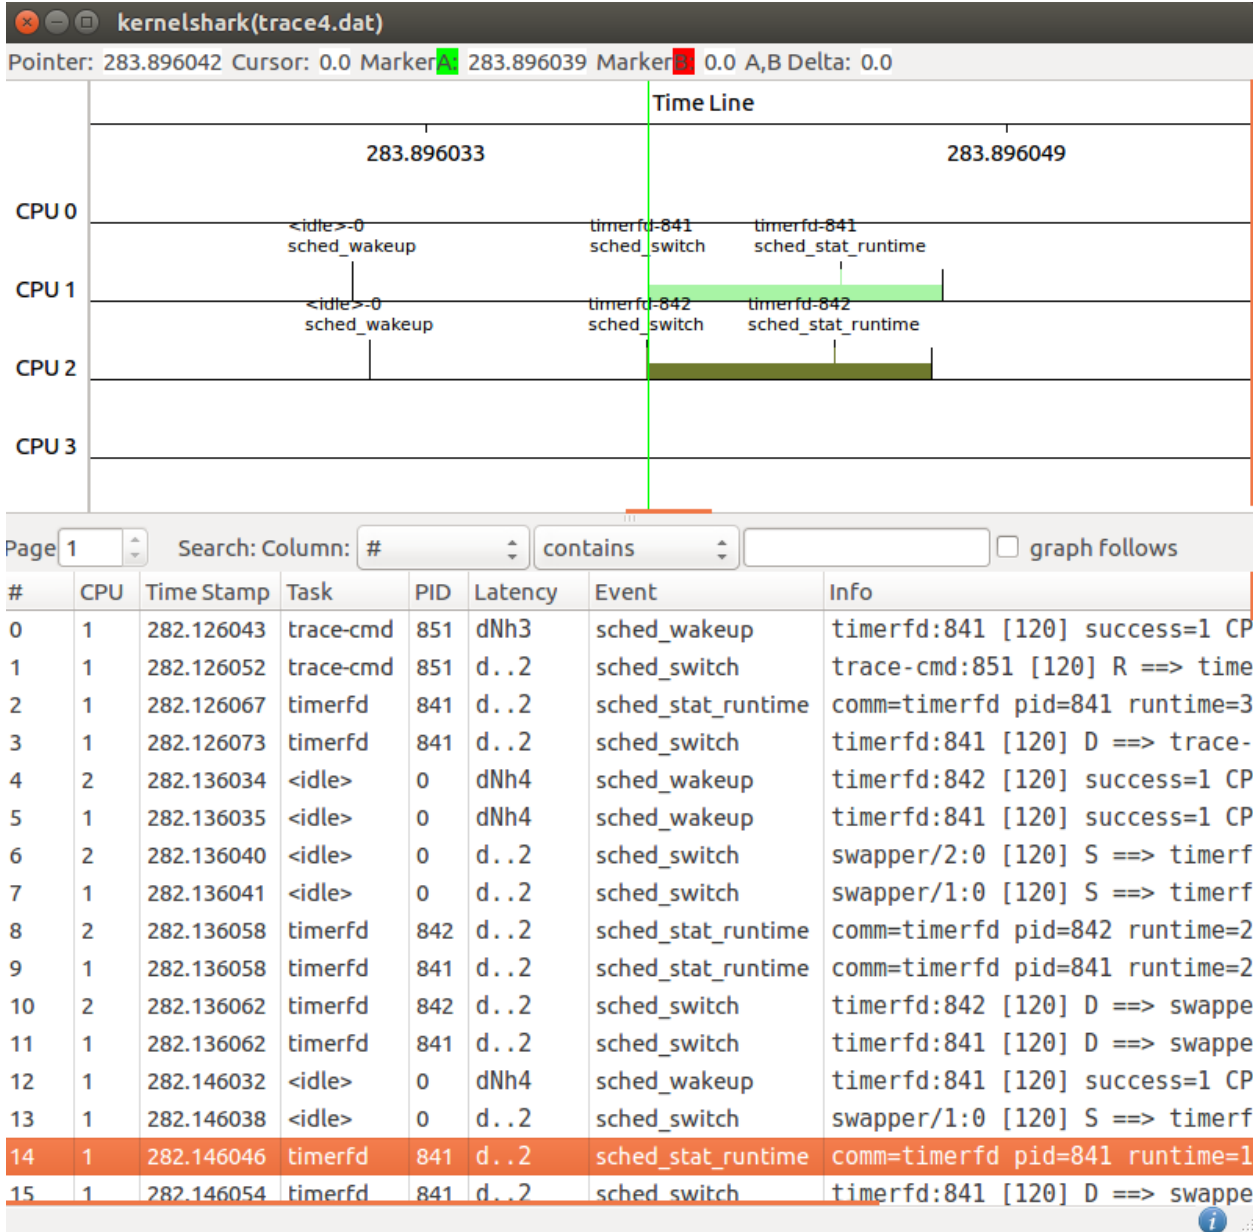 kernelshark(trace4.dat)
Pointer: 283.896042 Cursor: 0.0 MarkerA: 283.896039 MarkerB: 0.0 A,B Delta: 0.0
Time Line
283.896033 283.896049
CPU 0
<idle>-0 timerfd-841 timerfd-841
sched_wakeup sched_switch sched_stat_runtime
CPU 1
<idle>-0 timerfd-842 timerfd-842
sched_wakeup sched_switch sched_stat_runtime
CPU 2
CPU 3
Page 1 Search: Column: # contains graph follows
# CPU Time Stamp Task PID Latency Event Info
0 1 282.126043 trace-cmd 851 dNh3 sched_wakeup timerfd:841 [120] success=1 CP
1 1 282.126052 trace-cmd 851 d..2 sched_switch trace-cmd:851 [120] R ==> time
2 1 282.126067 timerfd 841 d..2 sched_stat_runtime comm=timerfd pid=841 runtime=3
3 1 282.126073 timerfd 841 d..2 sched_switch timerfd:841 [120] D ==> trace-
4 2 282.136034 <idle> 0 dNh4 sched_wakeup timerfd:842 [120] success=1 CP
5 1 282.136035 <idle> 0 dNh4 sched_wakeup timerfd:841 [120] success=1 CP
6 2 282.136040 <idle> 0 d..2 sched_switch swapper/2:0 [120] S ==> timerf
7 1 282.136041 <idle> 0 d..2 sched_switch swapper/1:0 [120] S ==> timerf
8 2 282.136058 timerfd 842 d..2 sched_stat_runtime comm=timerfd pid=842 runtime=2
9 1 282.136058 timerfd 841 d..2 sched_stat_runtime comm=timerfd pid=841 runtime=2
10 2 282.136062 timerfd 842 d..2 sched_switch timerfd:842 [120] D ==> swappe
11 1 282.136062 timerfd 841 d..2 sched_switch timerfd:841 [120] D ==> swappe
12 1 282.146032 <idle> 0 dNh4 sched_wakeup timerfd:841 [120] success=1 CP
13 1 282.146038 <idle> 0 d..2 sched_switch swapper/1:0 [120] S ==> timerf
14 1 282.146046 timerfd 841 d..2 sched_stat_runtime comm=timerfd pid=841 runtime=1
15 1 282.146054 timerfd 841 d..2 sched_switch timerfd:841 [120] D ==> swappe